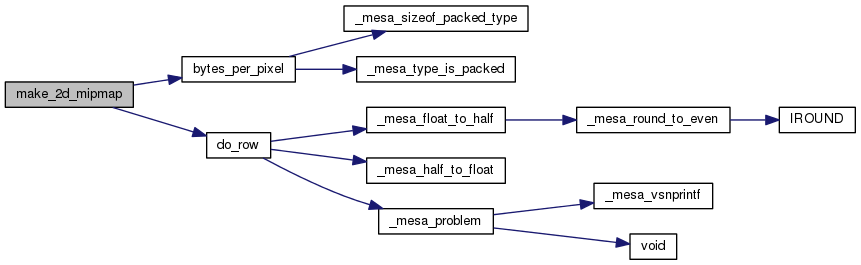 _mesa_sizeof_packed_type
bytes_per_pixel
_mesa_type_is_packed
make_2d_mipmap
_mesa_float_to_half
_mesa_round_to_even
IROUND
do_row
_mesa_half_to_float
_mesa_vsnprintf
_mesa_problem
void